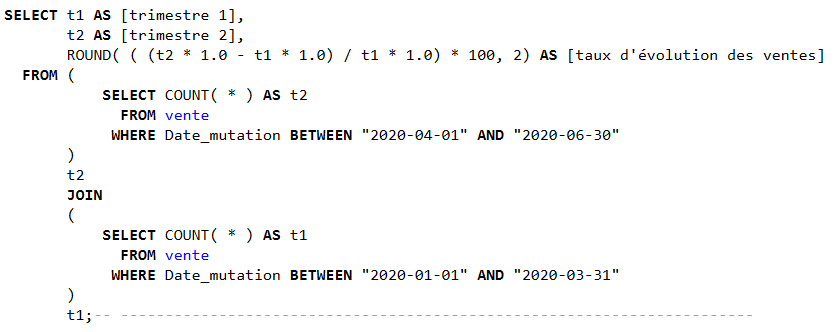 SELECT t1 AS [trimestre 1],
t2 AS [trimestre 2],
ROUND( ( (t2 * 1.0 - t1 * 1.0) / t1 * 1.0) * 100, 2) AS [taux d'évolution des ventes]
FROM (
SELECT COUNT( * ) AS t2
FROM vente
WHERE Date_mutation BETWEEN "2020-04-01" AND "2020-06-30"
)
t2
JOIN
(
SELECT COUNT( * ) AS t1
FROM vente
WHERE Date_mutation BETWEEN "2020-01-01" AND "2020-03-31"
)
t1;-- ----------------------------------------------------------------------